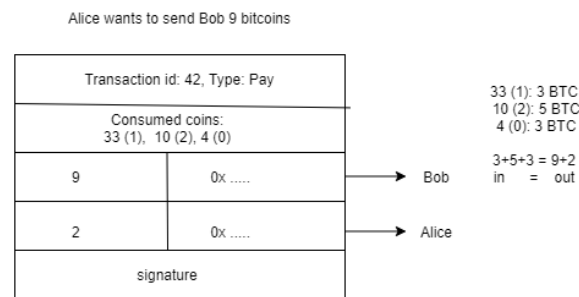 Alice wants to send Bob 9 bitcoins
Transaction id: 42, Type: Pay
Consumed coins:
33 (1), 10 (2), 4 (0)
9 0x ..... Bob
2 0x ..... Alice
signature
33 (1): 3 BTC
10 (2): 5 BTC
4 (0): 3 BTC
3+5+3 = 9+2
in = out